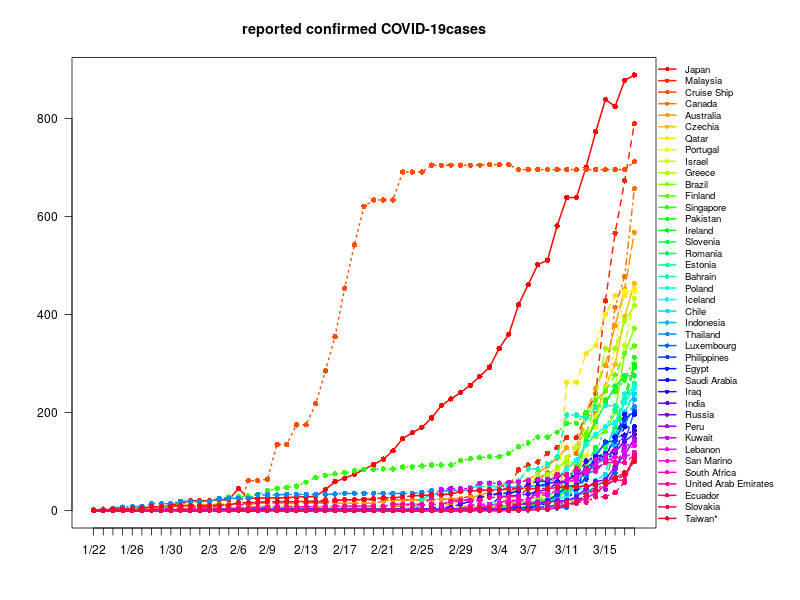 reported confirmed COVID-19cases
800
600
400
200
0
1/22 1/26 1/30 2/3 2/6 2/9 2/13 2/17 2/21 2/25 2/29 3/4 3/7 3/11 3/15
Japan
Malaysia
Cruise Ship
Canada
Australia
Czechia
Qatar
Portugal
Israel
Greece
Brazil
Finland
Singapore
Pakistan
Ireland
Slovenia
Romania
Estonia
Bahrain
Poland
Iceland
Chile
Indonesia
Thailand
Luxembourg
Philippines
Egypt
Saudi Arabia
Iraq
India
Russia
Peru
Kuwait
Lebanon
San Marino
South Africa
United Arab Emirates
Ecuador
Slovakia
Taiwan*